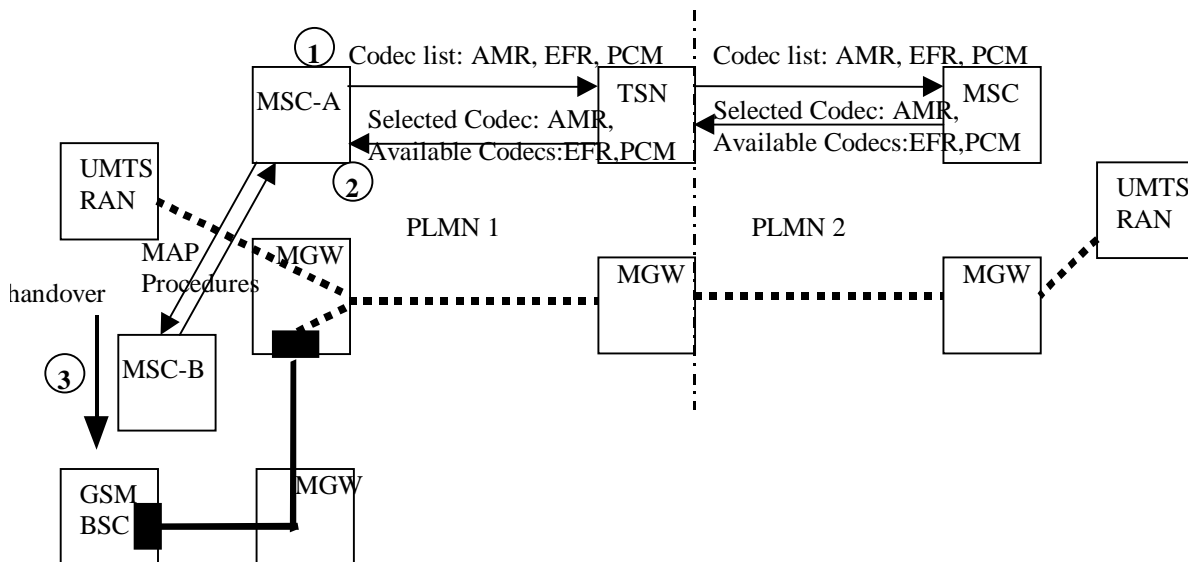 1
Codec list: AMR, EFR, PCM
Codec list: AMR, EFR, PCM
MSC-A
TSN
MSC
Selected Codec: AMR,
Available Codecs:EFR,PCM
Selected Codec: AMR,
Available Codecs:EFR,PCM
2
UMTS
RAN
UMTS
RAN
PLMN 1
PLMN 2
MAP
Procedures
MGW
MGW
MGW
handover
3
MSC-B
GSM
BSC
MGW